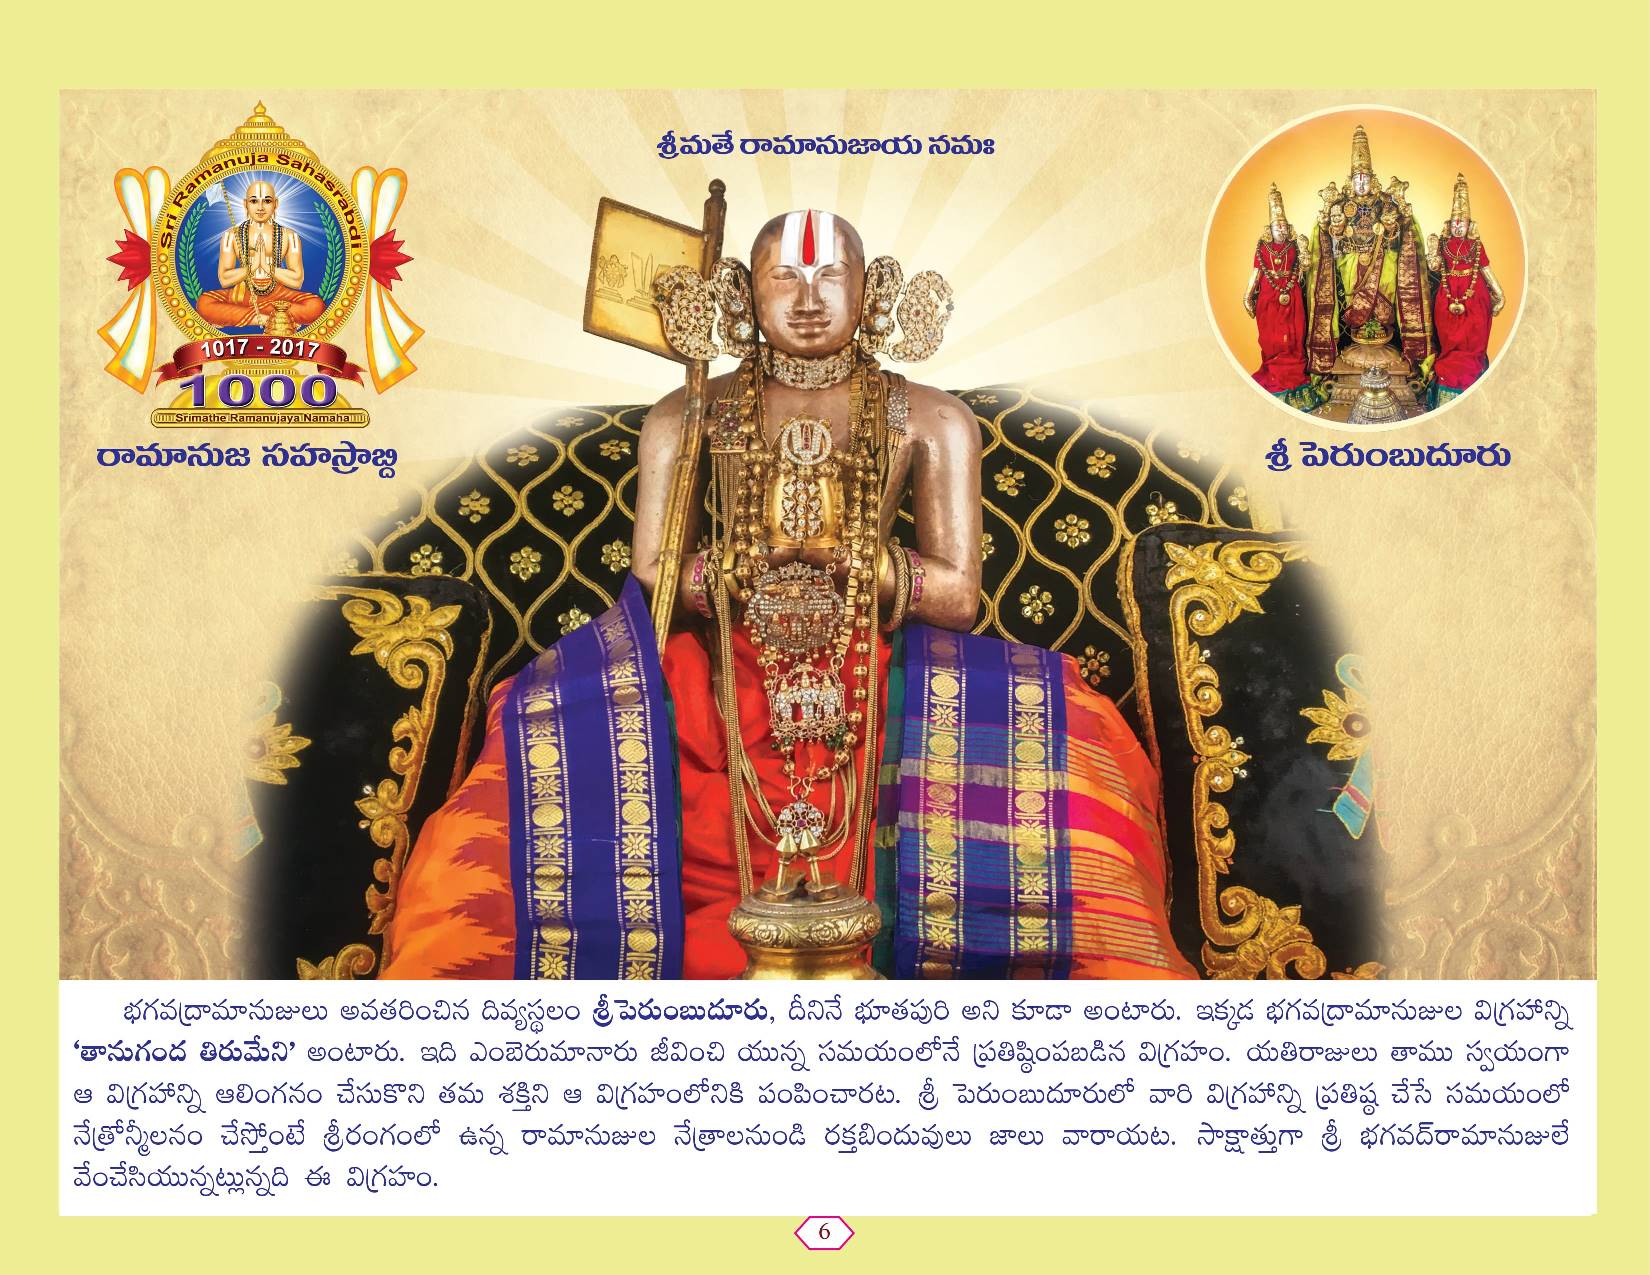 శ్రీమతే రామానుజాయ నమః
Sri Ramanuja Sahasrabdi
1017 - 2017
1000
Srimathe Ramanujaya Namaha
రామానుజ సహస్రాబ్ది
శ్రీ పెరుంబుదూరు
భగవద్రామానుజులు అవతరించిన దివ్యస్థలం శ్రీపెరుంబుదూరు, దీనినే భూతపురి అని కూడా అంటారు. ఇక్కడ భగవద్రామానుజుల విగ్రహాన్ని
‘తానుగంద తిరుమేని’ అంటారు. ఇది ఎంబెరుమానారు జీవించి యున్న సమయంలోనే ప్రతిష్ఠింపబడిన విగ్రహం. యతిరాజులు తాము స్వయంగా
ఆ విగ్రహాన్ని ఆలింగనం చేసుకొని తమ శక్తిని ఆ విగ్రహంలోనికి పంపించారట. శ్రీ పెరుంబుదూరులో వారి విగ్రహాన్ని ప్రతిష్ఠ చేసే సమయంలో
నేత్రోన్మీలనం చేస్తోంటే శ్రీరంగంలో ఉన్న రామానుజుల నేత్రాలనుండి రక్తబిందువులు జాలు వారాయట. సాక్షాత్తుగా శ్రీ భగవద్‌రామానుజులే
వేంచేసియున్నట్లున్నది ఈ విగ్రహం.
6